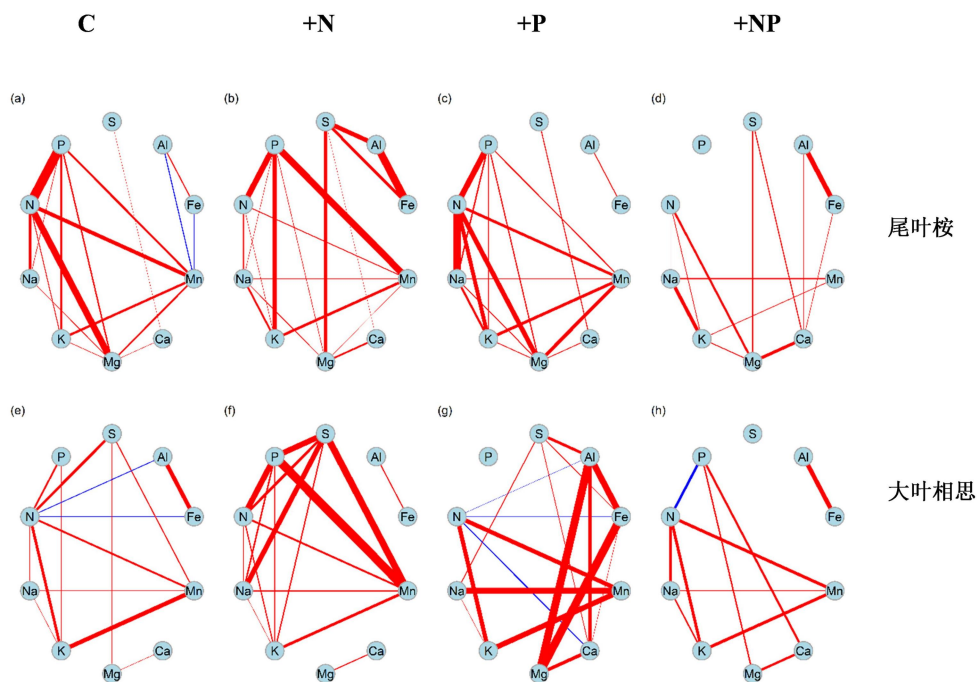 C +N +P +NP
(a) (b) (c) (d)
S S S S
P Al P Al P Al P Al
N Fe N Fe N Fe N Fe
尾叶桉
Na Mn Na Mn Na Mn Na Mn
K Ca K Ca K Ca K Ca
Mg Mg Mg Mg
(e) (f) (g) (h)
S S S S
P Al P Al P Al P Al
大叶相思
N Fe N Fe N Fe N Fe
Na Mn Na Mn Na Mn Na Mn
K Ca K Ca K Ca K Ca
Mg Mg Mg Mg